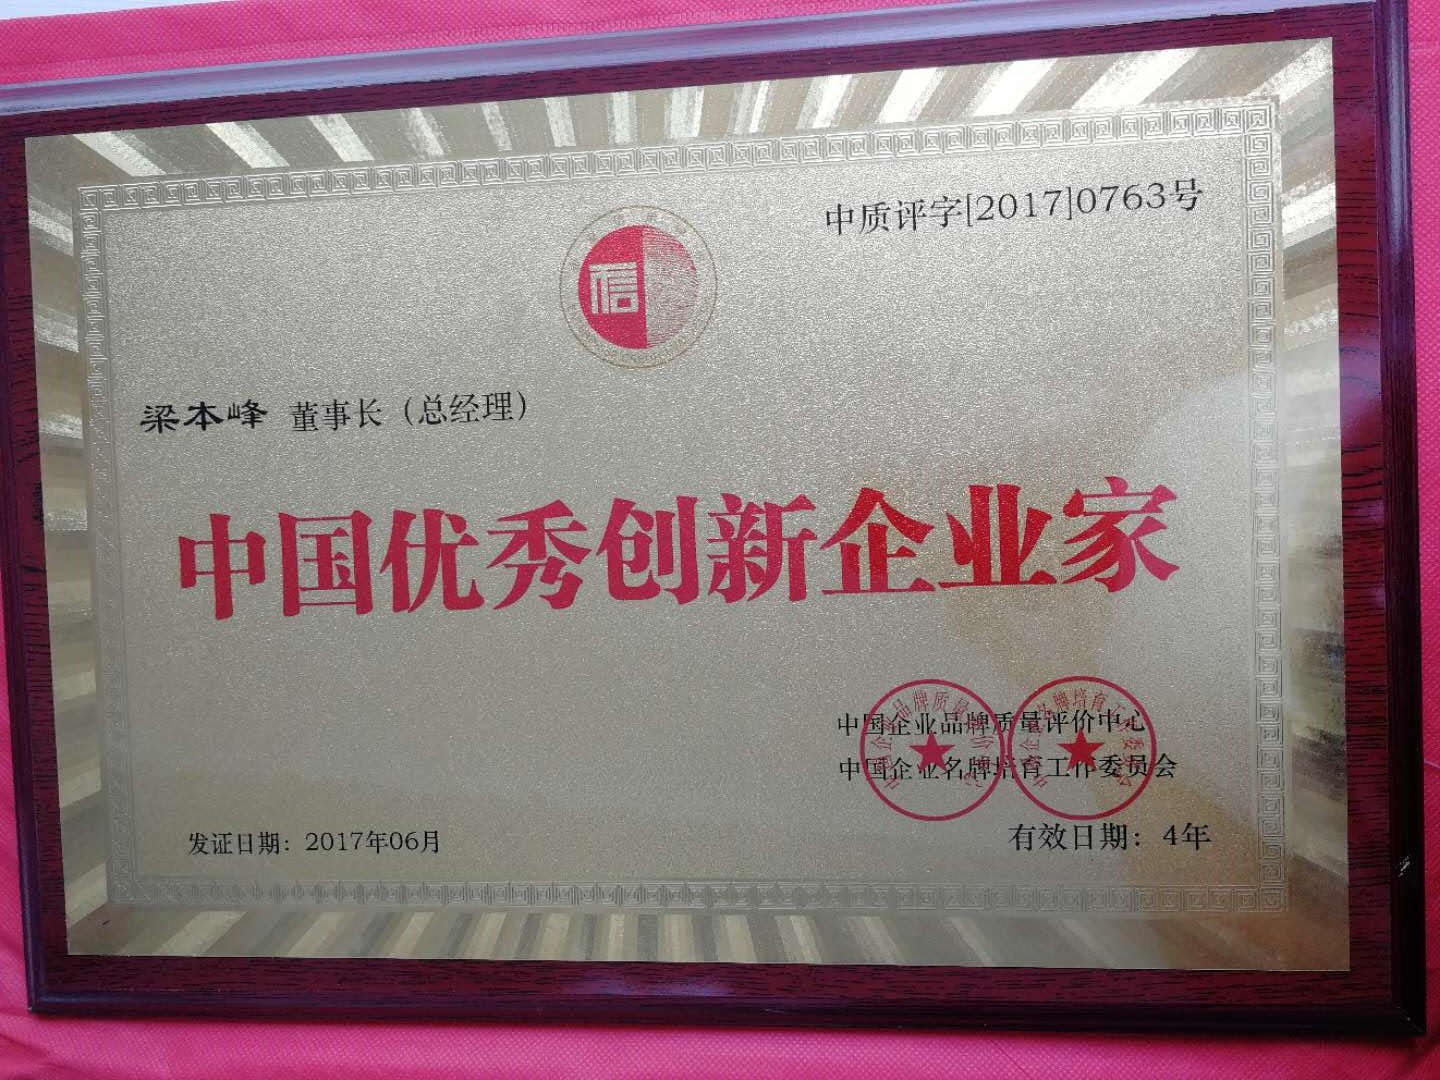 中质评字[2017]0763号
信
梁本峰 董事长（总经理）
中国优秀创新企业家
中国企业品牌质量评价中心
中国企业名牌培育工作委员会
发证日期：2017年06月
有效日期：4年